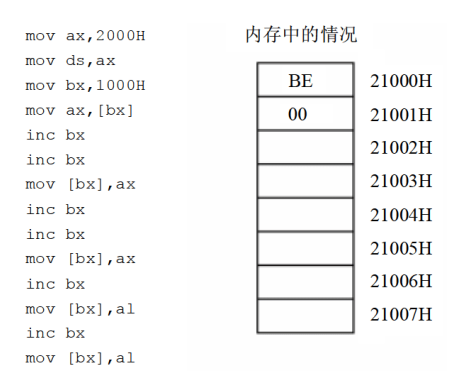 mov ax,2000H
mov ds,ax
mov bx,1000H
mov ax,[bx]
inc bx
inc bx
mov [bx],ax
inc bx
inc bx
mov [bx],ax
inc bx
mov [bx],al
inc bx
mov [bx],al
内存中的情况
BE 21000H
00 21001H
21002H
21003H
21004H
21005H
21006H
21007H